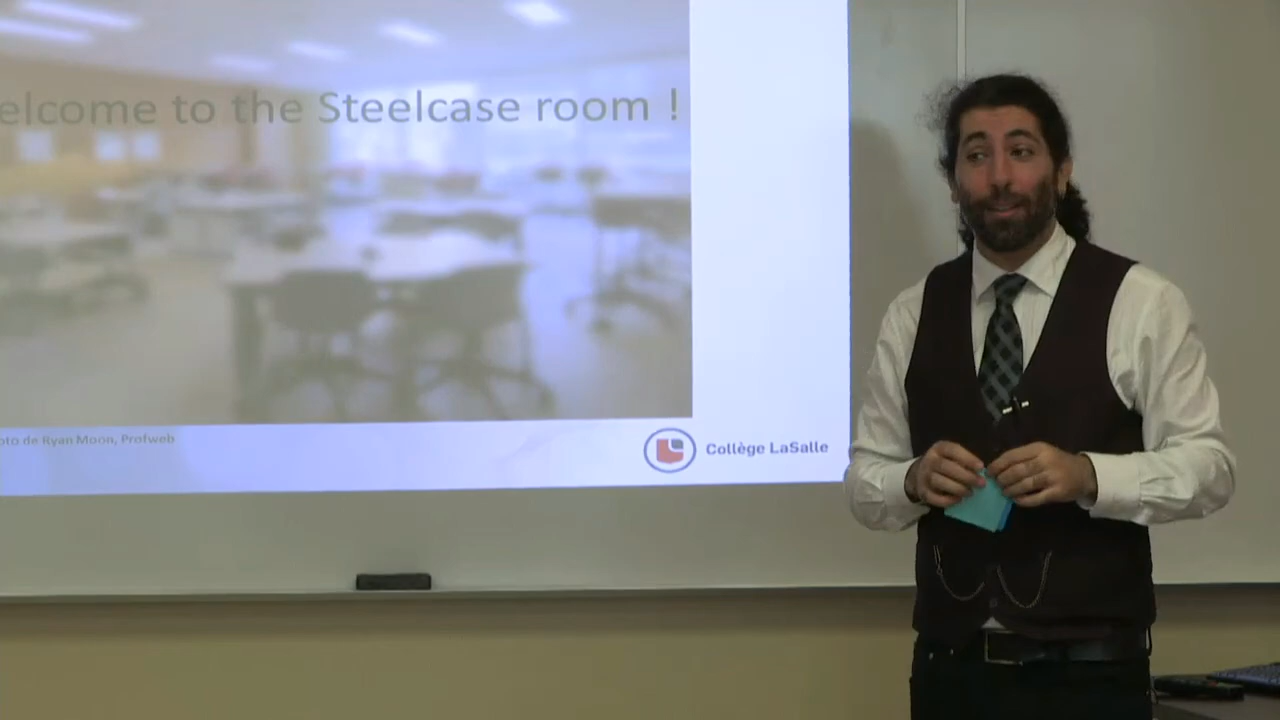 elcome to the Steelcase room !
oto de Ryan Moon, Profweb
Collège LaSalle